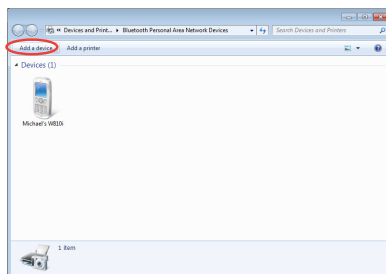 « Devices and Print... ▸ Bluetooth Personal Area Network Devices
Search Devices and Printers
Add a device
Add a printer
Devices (1)
Michael's W810i
1 item